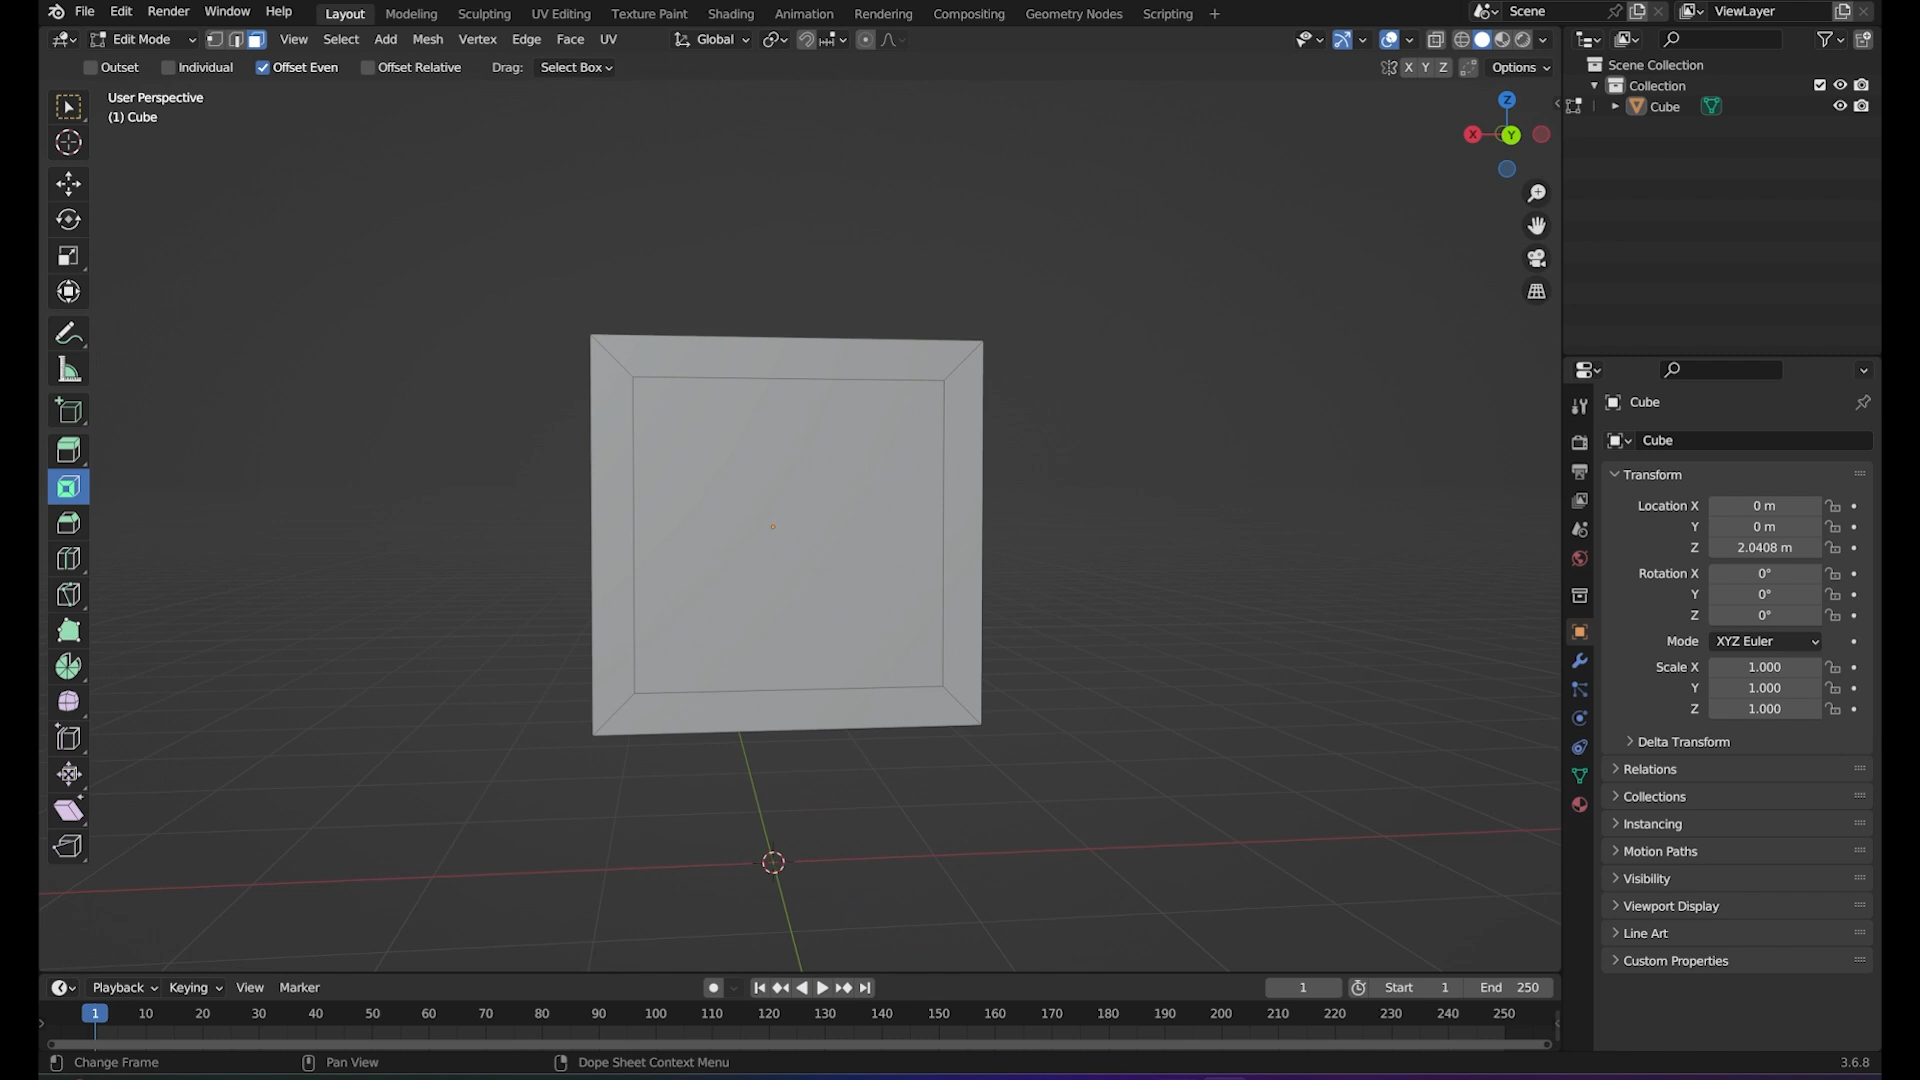 File Edit Render Window Help Layout Modeling Sculpting UV Editing Texture Paint Shading Animation Rendering Compositing Geometry Nodes Scripting + Scene ViewLayer
Edit Mode View Select Add Mesh Vertex Edge Face UV Global
Outset Individual Offset Even Offset Relative Drag: Select Box X Y Z Options
Scene Collection
Collection
Cube
User Perspective
(1) Cube
Z
X Y
Cube
Cube
Transform
Location X 0 m
Y 0 m
Z 2.0408 m
Rotation X 0°
Y 0°
Z 0°
Mode XYZ Euler
Scale X 1.000
Y 1.000
Z 1.000
Delta Transform
Relations
Collections
Instancing
Motion Paths
Visibility
Viewport Display
Line Art
Custom Properties
Playback Keying View Marker 1 Start 1 End 250
1 10 20 30 40 50 60 70 80 90 100 110 120 130 140 150 160 170 180 190 200 210 220 230 240 250
Change Frame Pan View Dope Sheet Context Menu 3.6.8